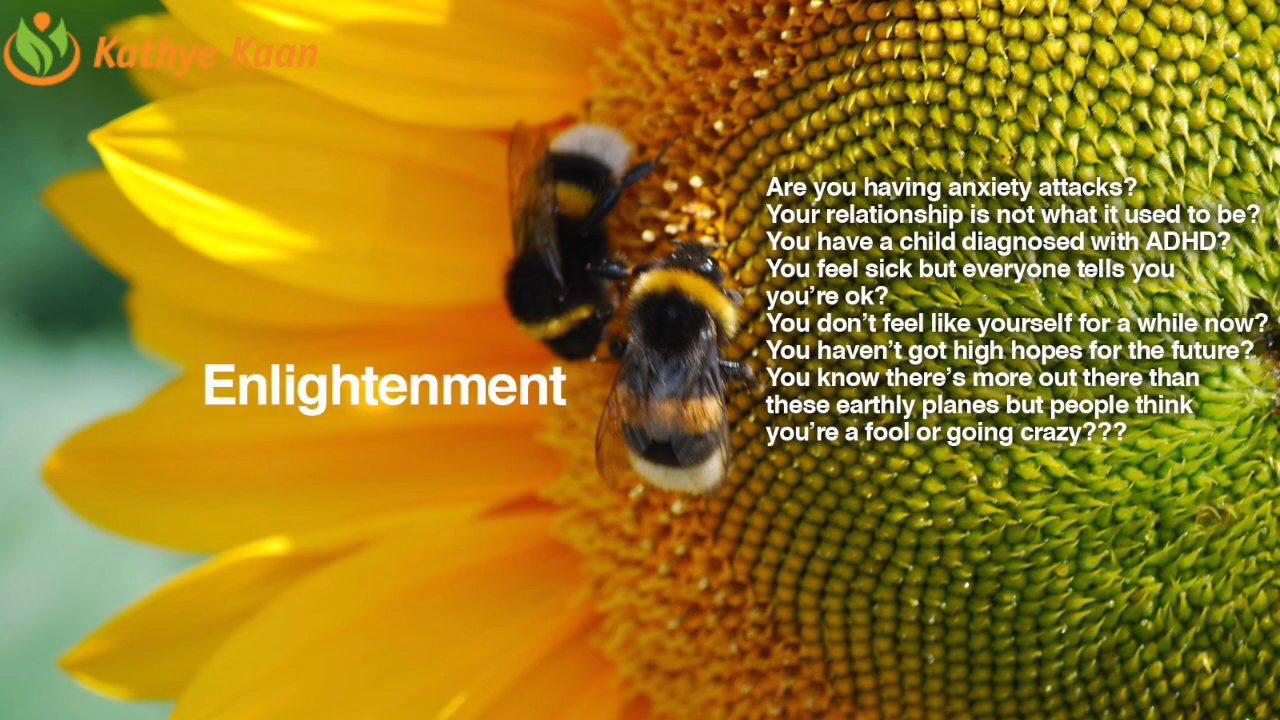 Kathye Kaan
Are you having anxiety attacks?
Your relationship is not what it used to be?
You have a child diagnosed with ADHD?
You feel sick but everyone tells you
you’re ok?
You don’t feel like yourself for a while now?
You haven’t got high hopes for the future?
You know there’s more out there than
these earthly planes but people think
you’re a fool or going crazy???
Enlightenment